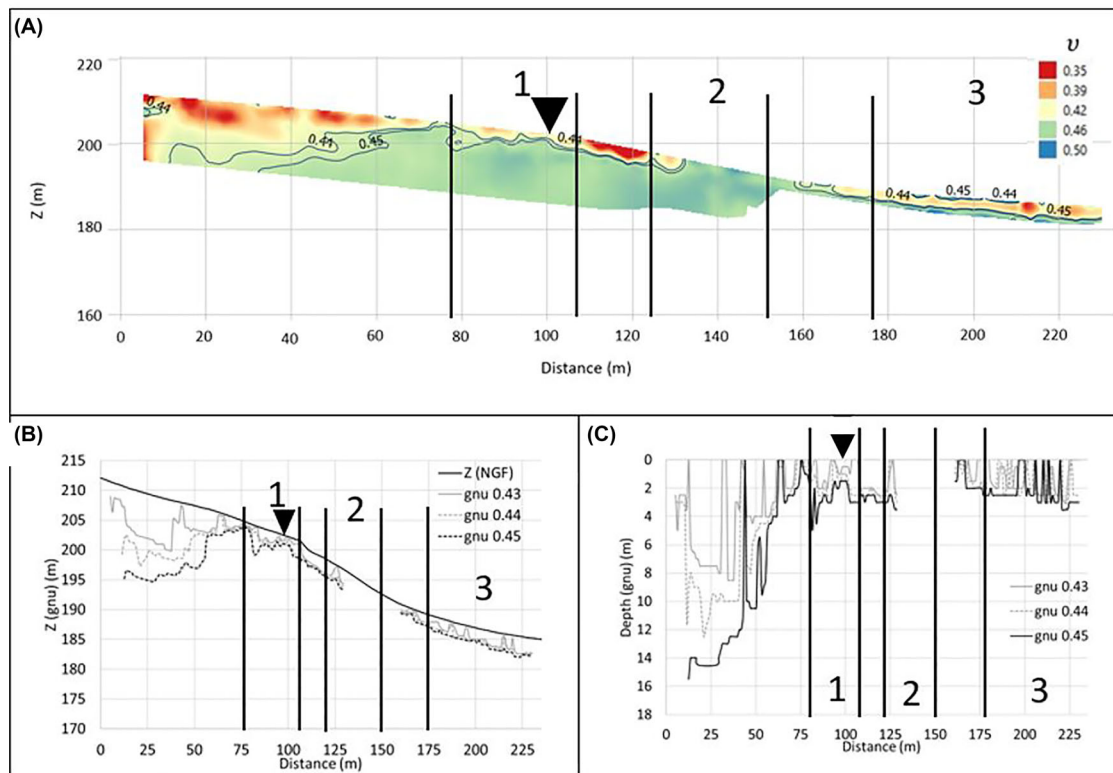 (A)
220
200
180
160
Z (m)
0 20 40 60 80 100 120 140 160 180 200 220
Distance (m)
1
2
3
0.44
0.44
0.45
0.44
0.44
0.45
0.44
0.45
υ
0.35
0.39
0.42
0.46
0.50
(B)
215
210
205
200
195
190
185
180
175
170
Z (gnu) (m)
0 25 50 75 100 125 150 175 200 225
Distance (m)
1
2
3
Z (NGF)
gnu 0.43
gnu 0.44
gnu 0.45
(C)
0
2
4
6
8
10
12
14
16
18
Depth (gnu) (m)
0 25 50 75 100 125 150 175 200 225
Distance (m)
1
2
3
gnu 0.43
gnu 0.44
gnu 0.45